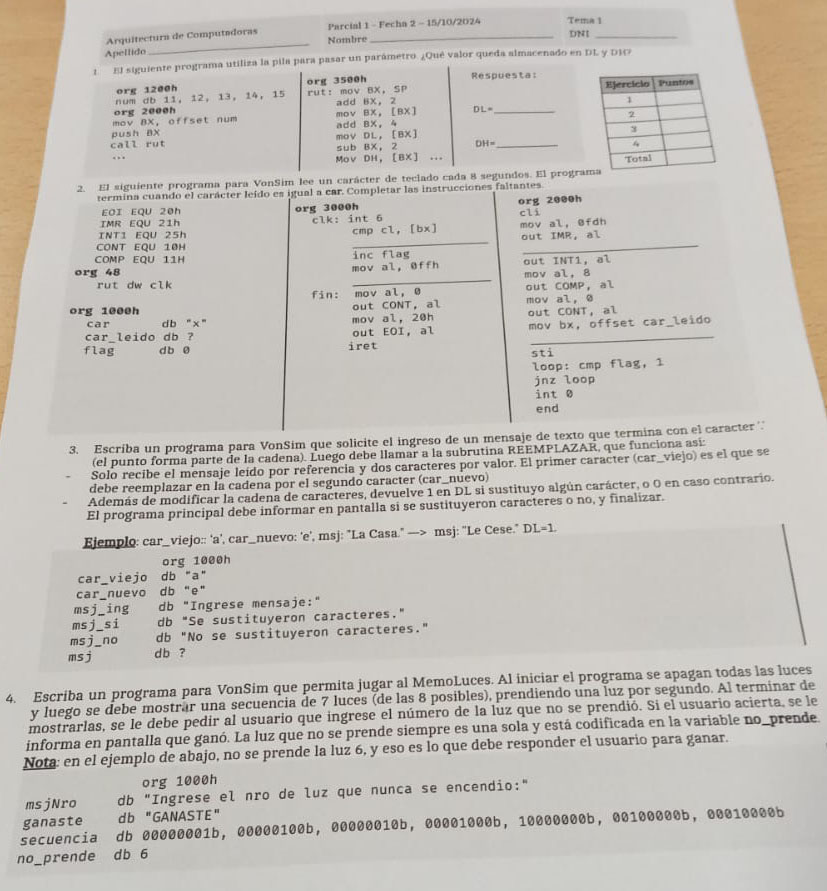 Arquitectura de Computadoras
Parcial 1 - Fecha 2 - 15/10/2024
Tema 1
Apellido
Nombre
DNI
1. El siguiente programa utiliza la pila para pasar un parámetro. ¿Qué valor queda almacenado en DL y DH?
org 1200h
num db 11, 12, 13, 14, 15
org 2000h
mov BX, offset num
push BX
call rut
...
org 3500h
rut: mov BX, SP
add BX, 2
mov BX, [BX]
add BX, 4
mov DL, [BX]
sub BX, 2
Mov DH, [BX] ...
Respuesta:
DL=
DH=
Ejercicio Puntos
1
2
3
4
Total
2. El siguiente programa para VonSim lee un carácter de teclado cada 8 segundos. El programa
termina cuando el carácter leído es igual a car. Completar las instrucciones faltantes.
EOI EQU 20h
IMR EQU 21h
INT1 EQU 25h
CONT EQU 10H
COMP EQU 11H
org 48
rut dw clk
org 1000h
car db "x"
car_leido db ?
flag db 0
org 3000h
clk: int 6
cmp cl, [bx]
inc flag
mov al, 0ffh
fin: mov al, 0
out CONT, al
mov al, 20h
out EOI, al
iret
org 2000h
cli
mov al, 0fdh
out IMR, al
out INT1, al
mov al, 8
out COMP, al
mov al, 0
out CONT, al
mov bx, offset car_leido
sti
loop: cmp flag, 1
jnz loop
int 0
end
3. Escriba un programa para VonSim que solicite el ingreso de un mensaje de texto que termina con el caracter '.'
(el punto forma parte de la cadena). Luego debe llamar a la subrutina REEMPLAZAR, que funciona así:
- Solo recibe el mensaje leído por referencia y dos caracteres por valor. El primer caracter (car_viejo) es el que se
debe reemplazar en la cadena por el segundo caracter (car_nuevo)
- Además de modificar la cadena de caracteres, devuelve 1 en DL si sustituyo algún carácter, o 0 en caso contrario.
El programa principal debe informar en pantalla si se sustituyeron caracteres o no, y finalizar.
Ejemplo: car_viejo:: 'a', car_nuevo: 'e', msj: "La Casa." —> msj: "Le Cese." DL=1.
org 1000h
car_viejo db "a"
car_nuevo db "e"
msj_ing db "Ingrese mensaje:"
msj_si db "Se sustituyeron caracteres."
msj_no db "No se sustituyeron caracteres."
msj db ?
4. Escriba un programa para VonSim que permita jugar al MemoLuces. Al iniciar el programa se apagan todas las luces
y luego se debe mostrar una secuencia de 7 luces (de las 8 posibles), prendiendo una luz por segundo. Al terminar de
mostrarlas, se le debe pedir al usuario que ingrese el número de la luz que no se prendió. Si el usuario acierta, se le
informa en pantalla que ganó. La luz que no se prende siempre es una sola y está codificada en la variable no_prende.
Nota: en el ejemplo de abajo, no se prende la luz 6, y eso es lo que debe responder el usuario para ganar.
org 1000h
msjNro db "Ingrese el nro de luz que nunca se encendio:"
ganaste db "GANASTE"
secuencia db 00000001b, 00000100b, 00000010b, 00001000b, 10000000b, 00100000b, 00010000b
no_prende db 6